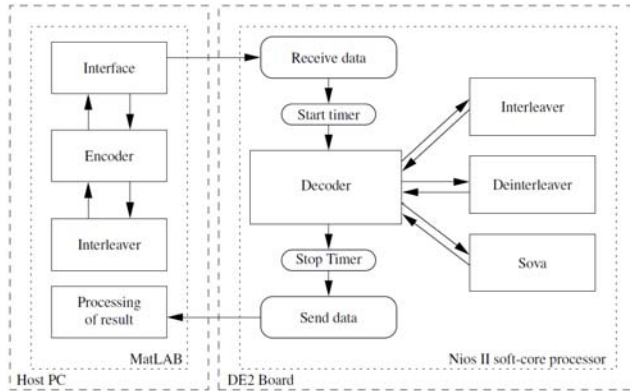 Interface
Encoder
Interleaver
Processing
of result
MatLAB
Host PC
Receive data
Start timer
Decoder
Stop Timer
Send data
Interleaver
Deinterleaver
Sova
Nios II soft-core processor
DE2 Board